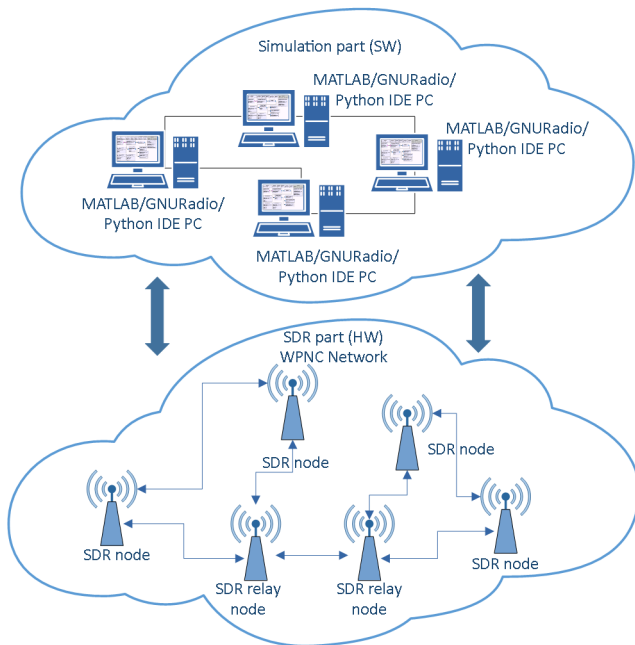 Simulation part (SW)
MATLAB/GNURadio/
Python IDE PC
MATLAB/GNURadio/
Python IDE PC
MATLAB/GNURadio/
Python IDE PC
MATLAB/GNURadio/
Python IDE PC
SDR part (HW)
WPNC Network
SDR node
SDR node
SDR node
SDR node
SDR relay
node
SDR relay
node